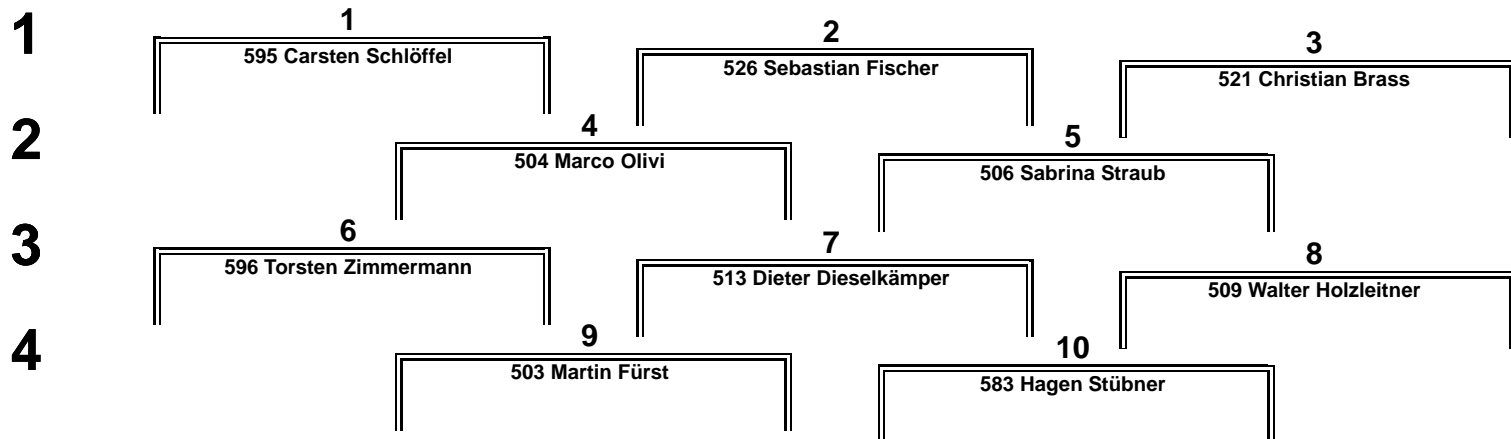 1
1
2
3
595 Carsten Schlöffel
526 Sebastian Fischer
521 Christian Brass
2
4
5
504 Marco Olivi
506 Sabrina Straub
3
6
7
8
596 Torsten Zimmermann
513 Dieter Dieselkämper
509 Walter Holzleitner
4
9
10
503 Martin Fürst
583 Hagen Stübner